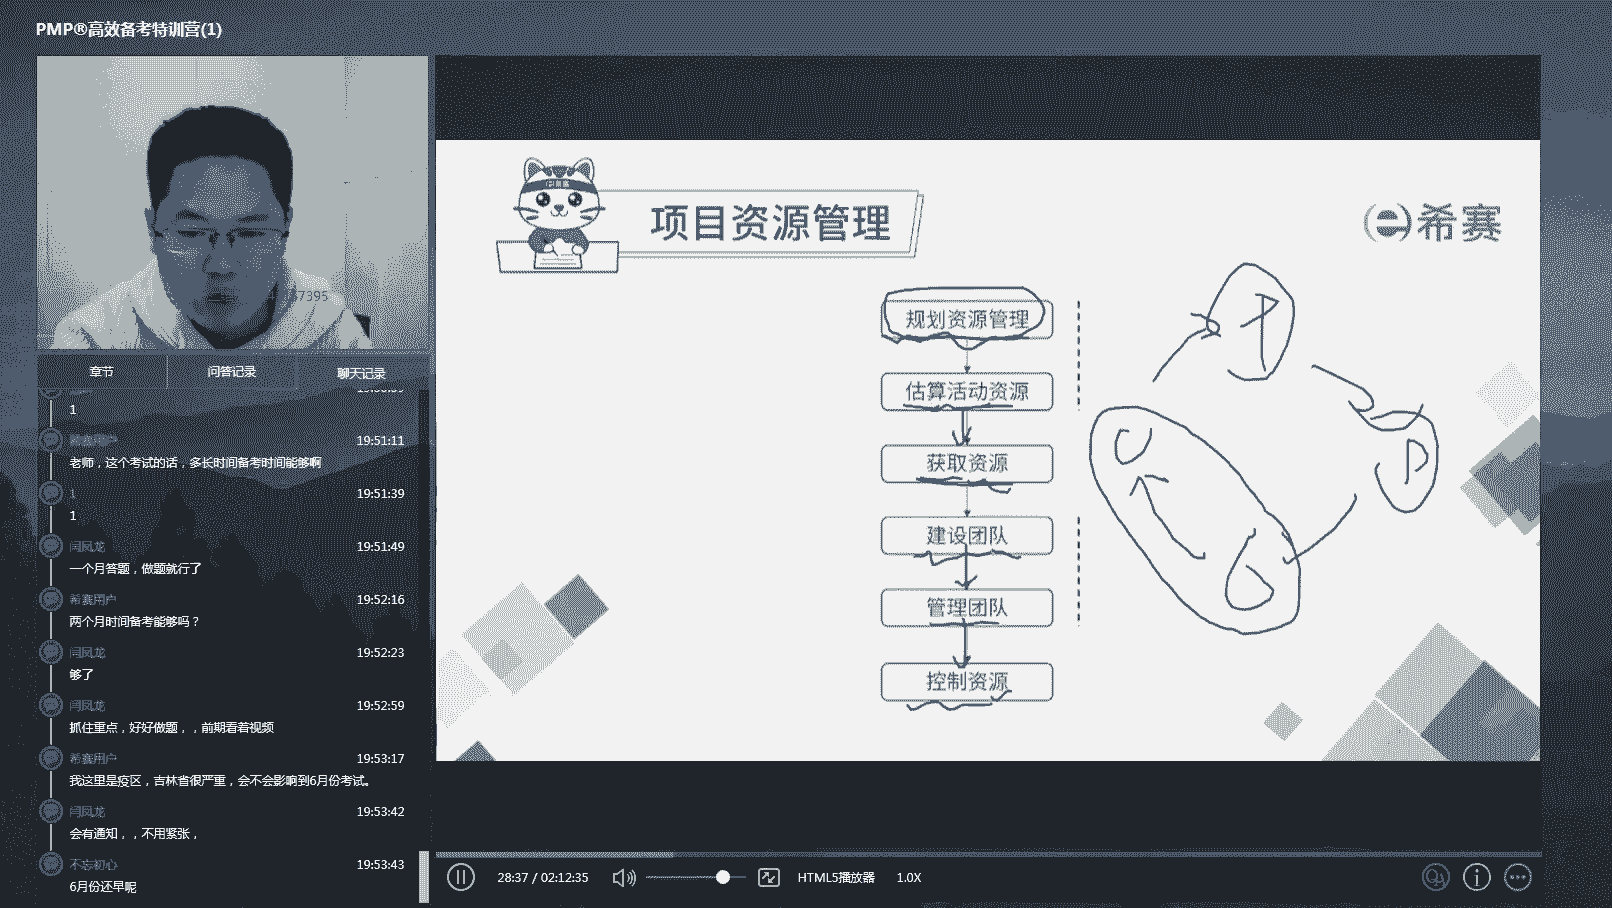 PMP®高效备考特训营(1)
57395
章节
问答记录
聊天记录
1
希赛用户
19:51:11
老师，这个考试的话，多长时间备考时间能够啊
1
19:51:39
1
闫凤龙
19:51:49
一个月答题，做题就行了
希赛用户
19:52:16
两个月时间备考能够吗？
闫凤龙
19:52:23
够了
闫凤龙
19:52:59
抓住重点，好好做题，，前期看着视频
希赛用户
19:53:17
我这里是疫区，吉林省很严重，会不会影响到6月份考试。
闫凤龙
19:53:42
会有通知，，不用紧张，
不忘初心
19:53:43
6月份还早呢
项目资源管理
希赛
规划资源管理
估算活动资源
获取资源
建设团队
管理团队
控制资源
P
D
28:37 / 02:12:35
HTML5播放器
1.0X